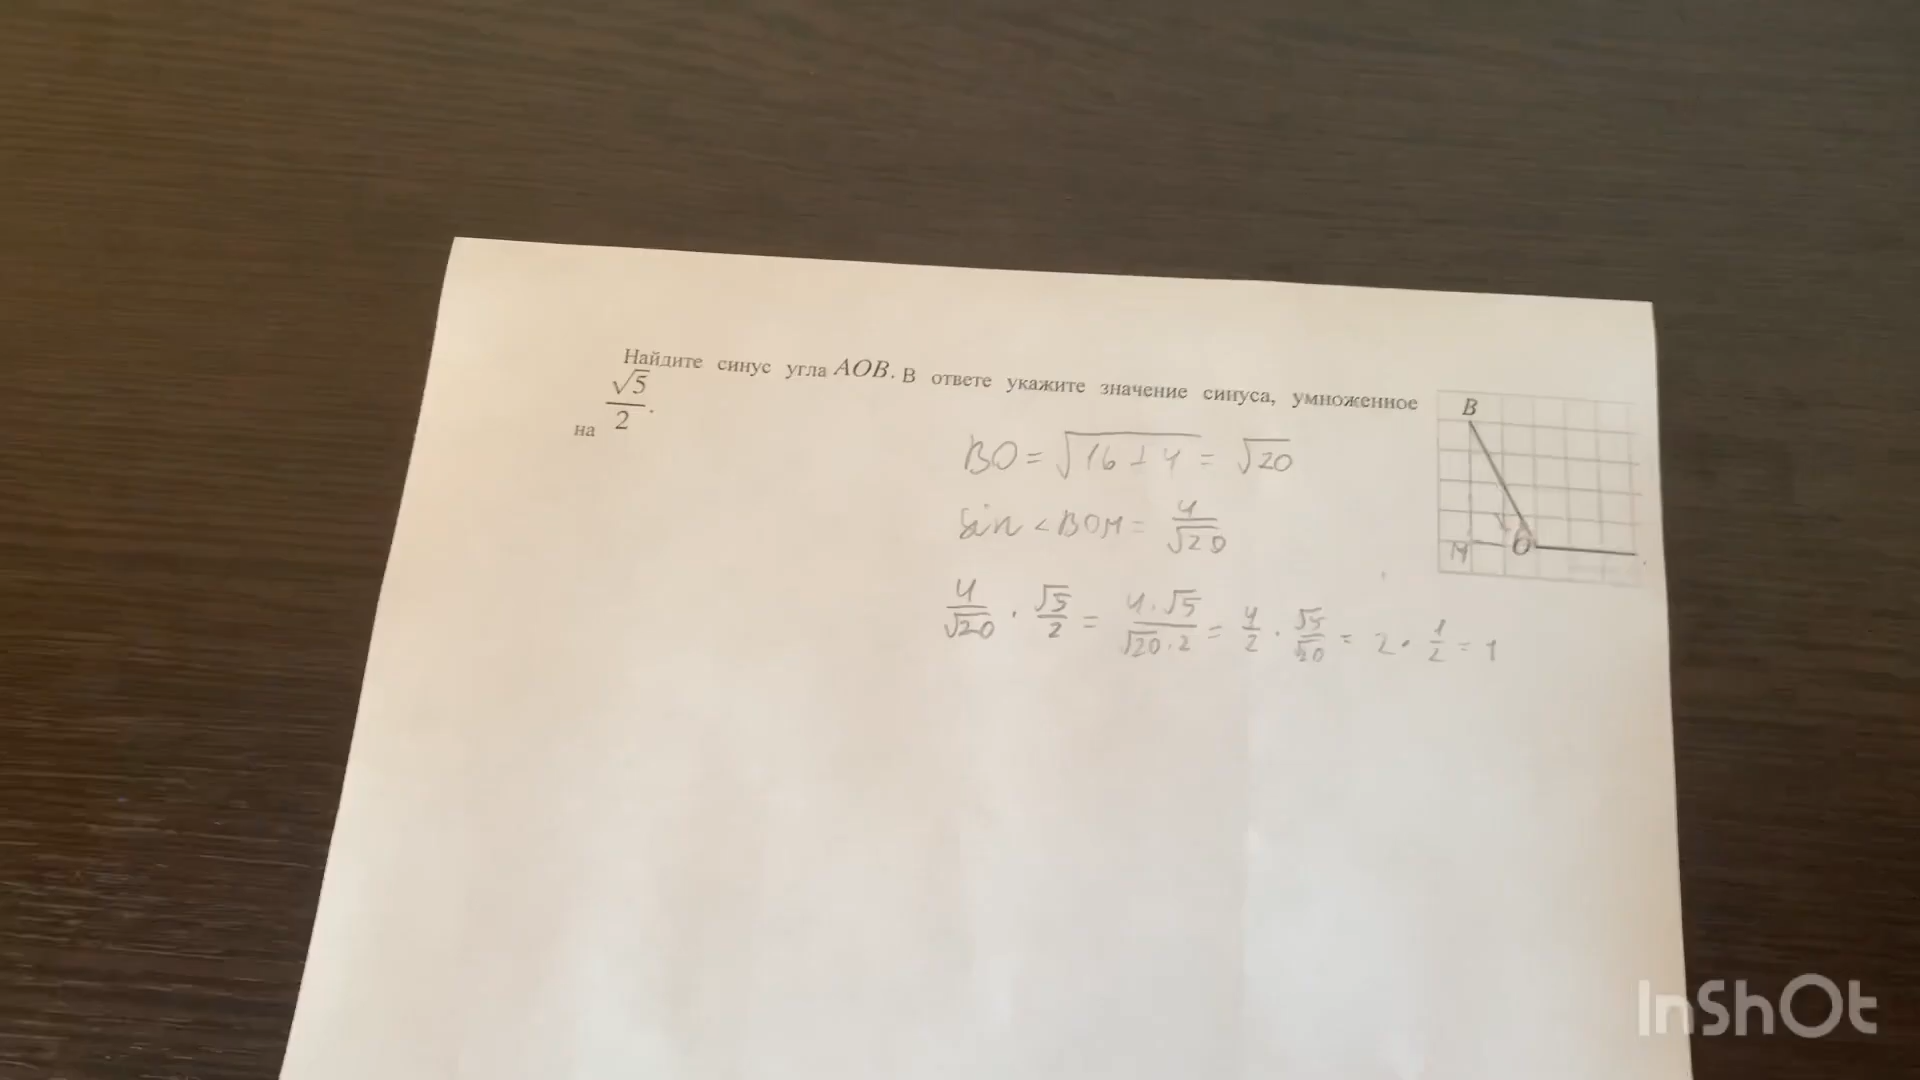 Найдите синус угла AOB. В ответе укажите значение синуса, умноженное
на √5/2.
B
M O
BO = √16+4 = √20
Sin <BOM = 4/√20
4/√20 · √5/2 = 4·√5/√20·2 = 4/2 · √5/√20 = 2 · 1/2 = 1
InShOt